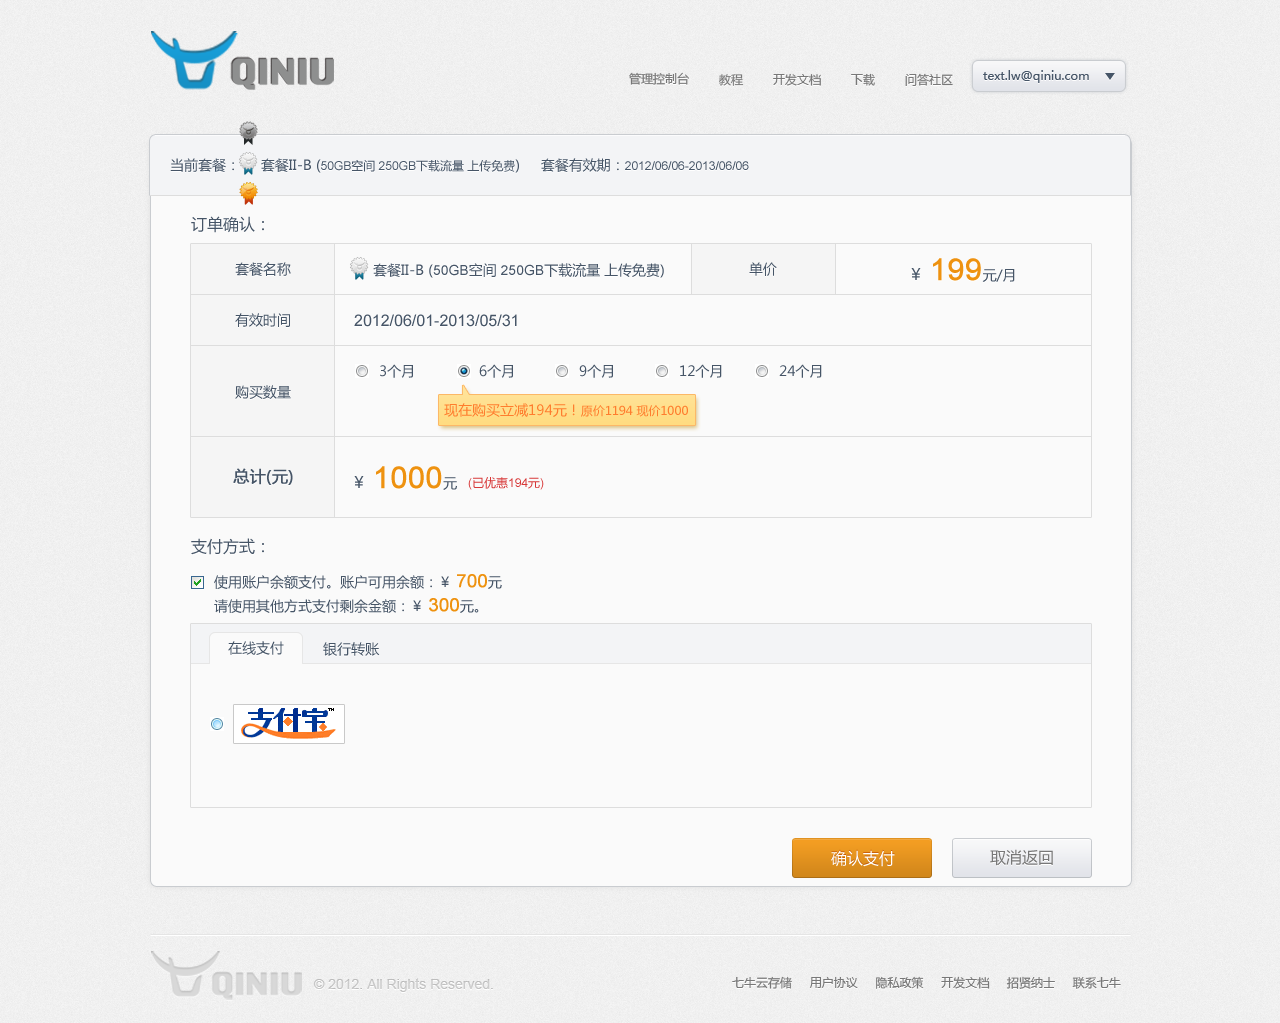 QINIU
管理控制台 教程 开发文档 下载 问答社区 text.lw@qiniu.com
当前套餐： 套餐II-B (50GB空间 250GB下载流量 上传免费) 套餐有效期：2012/06/06-2013/06/06
订单确认：
套餐名称 套餐II-B (50GB空间 250GB下载流量 上传免费) 单价 ¥ 199元/月
有效时间 2012/06/01-2013/05/31
购买数量 3个月 6个月 9个月 12个月 24个月
现在购买立减194元！原价1194 现价1000
总计(元) ¥ 1000元 (已优惠194元)
支付方式：
使用账户余额支付。账户可用余额：¥ 700元
请使用其他方式支付剩余金额：¥ 300元。
在线支付 银行转账
支付宝™
确认支付 取消返回
QINIU © 2012. All Rights Reserved. 七牛云存储 用户协议 隐私政策 开发文档 招贤纳士 联系七牛